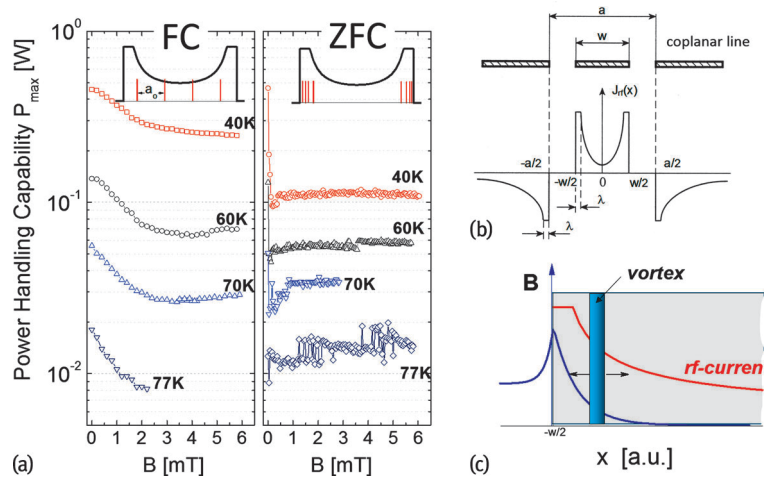 FC
ZFC
Power Handling Capability P_max [W]
10^0
10^-1
10^-2
a_o
40K
60K
70K
77K
40K
60K
70K
77K
0 1 2 3 4 5 6
0 1 2 3 4 5 6
B [mT]
B [mT]
(a)
a
w
coplanar line
J_rf(x)
-a/2
-w/2
0
w/2
a/2
λ
λ
(b)
B
vortex
rf-curren
-w/2
x [a.u.]
(c)